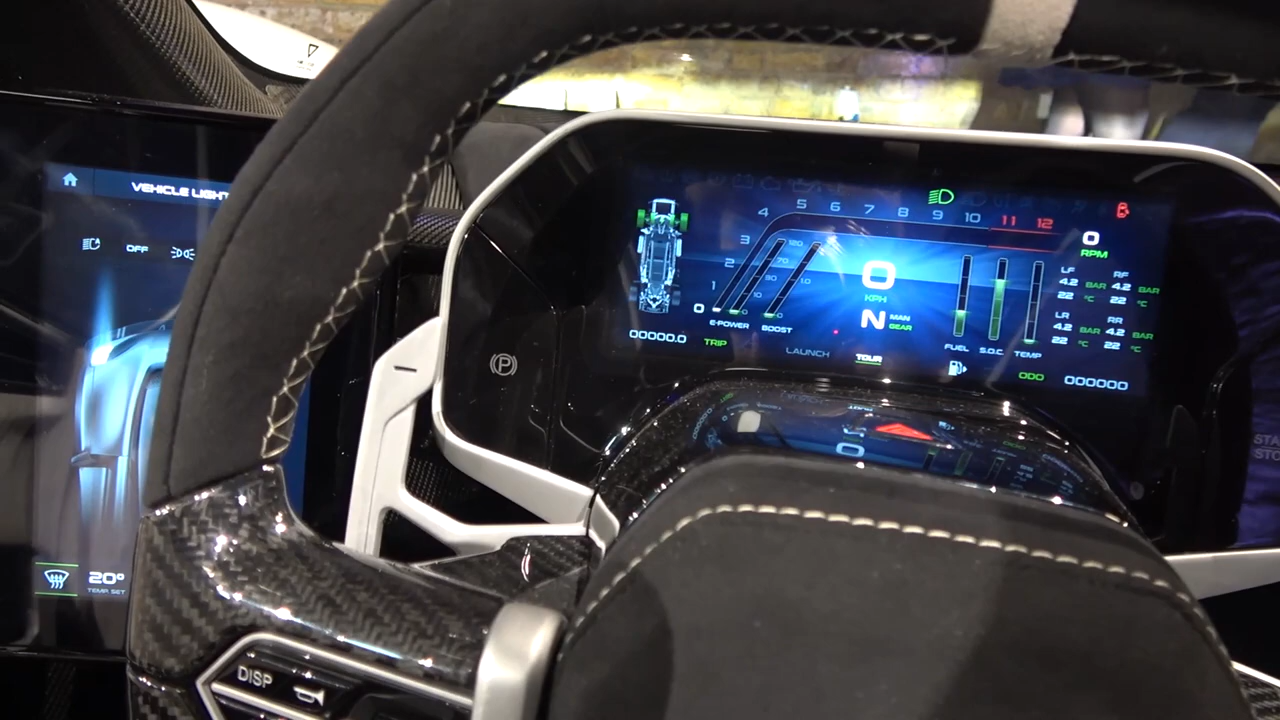 VEHICLE LIGHT
OFF
20°
TEMP SET
DISP
P
5 6 7 8 9 10 11 12
4
3
2
1
0
120
70
90
1.0
10
0
0
E-POWER
BOOST
00000.0 TRIP
0
KPH
N MAN
GEAR
LAUNCH
TOUR
FUEL
S.O.C.
TEMP
0
RPM
LF RF
4.2 BAR 4.2 BAR
22 °C 22 °C
LR RR
4.2 BAR 4.2 BAR
22 °C 22 °C
ODO 000000